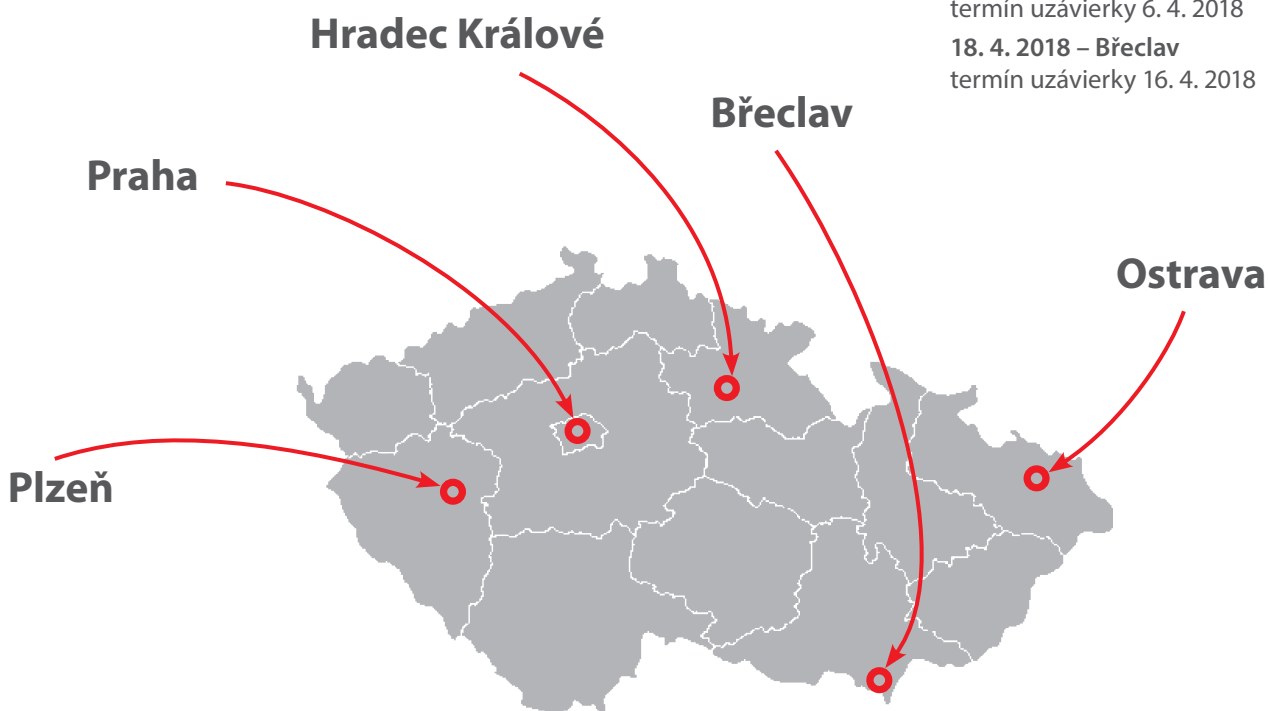 termín uzávierky 6. 4. 2018
18. 4. 2018 – Břeclav
termín uzávierky 16. 4. 2018
Hradec Králové
Břeclav
Praha
Ostrava
Plzeň